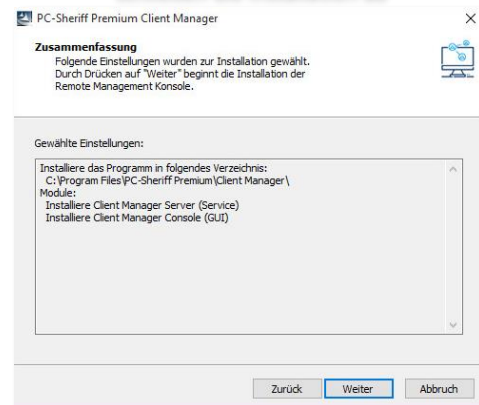 PC-Sheriff Premium Client Manager
Zusammenfassung
Folgende Einstellungen wurden zur Installation gewählt.
Durch Drücken auf "Weiter" beginnt die Installation der
Remote Management Konsole.
Gewählte Einstellungen:
Installiere das Programm in folgendes Verzeichnis:
C:\Program Files\PC-Sheriff Premium\Client Manager\
Module:
Installiere Client Manager Server (Service)
Installiere Client Manager Console (GUI)
Zurück
Weiter
Abbruch